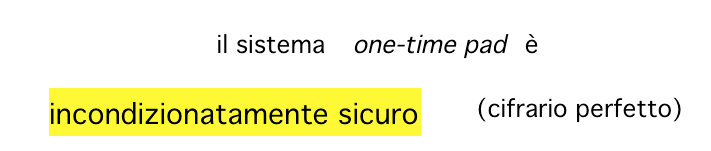 il sistema one-time pad è
incondizionatamente sicuro (cifrario perfetto)